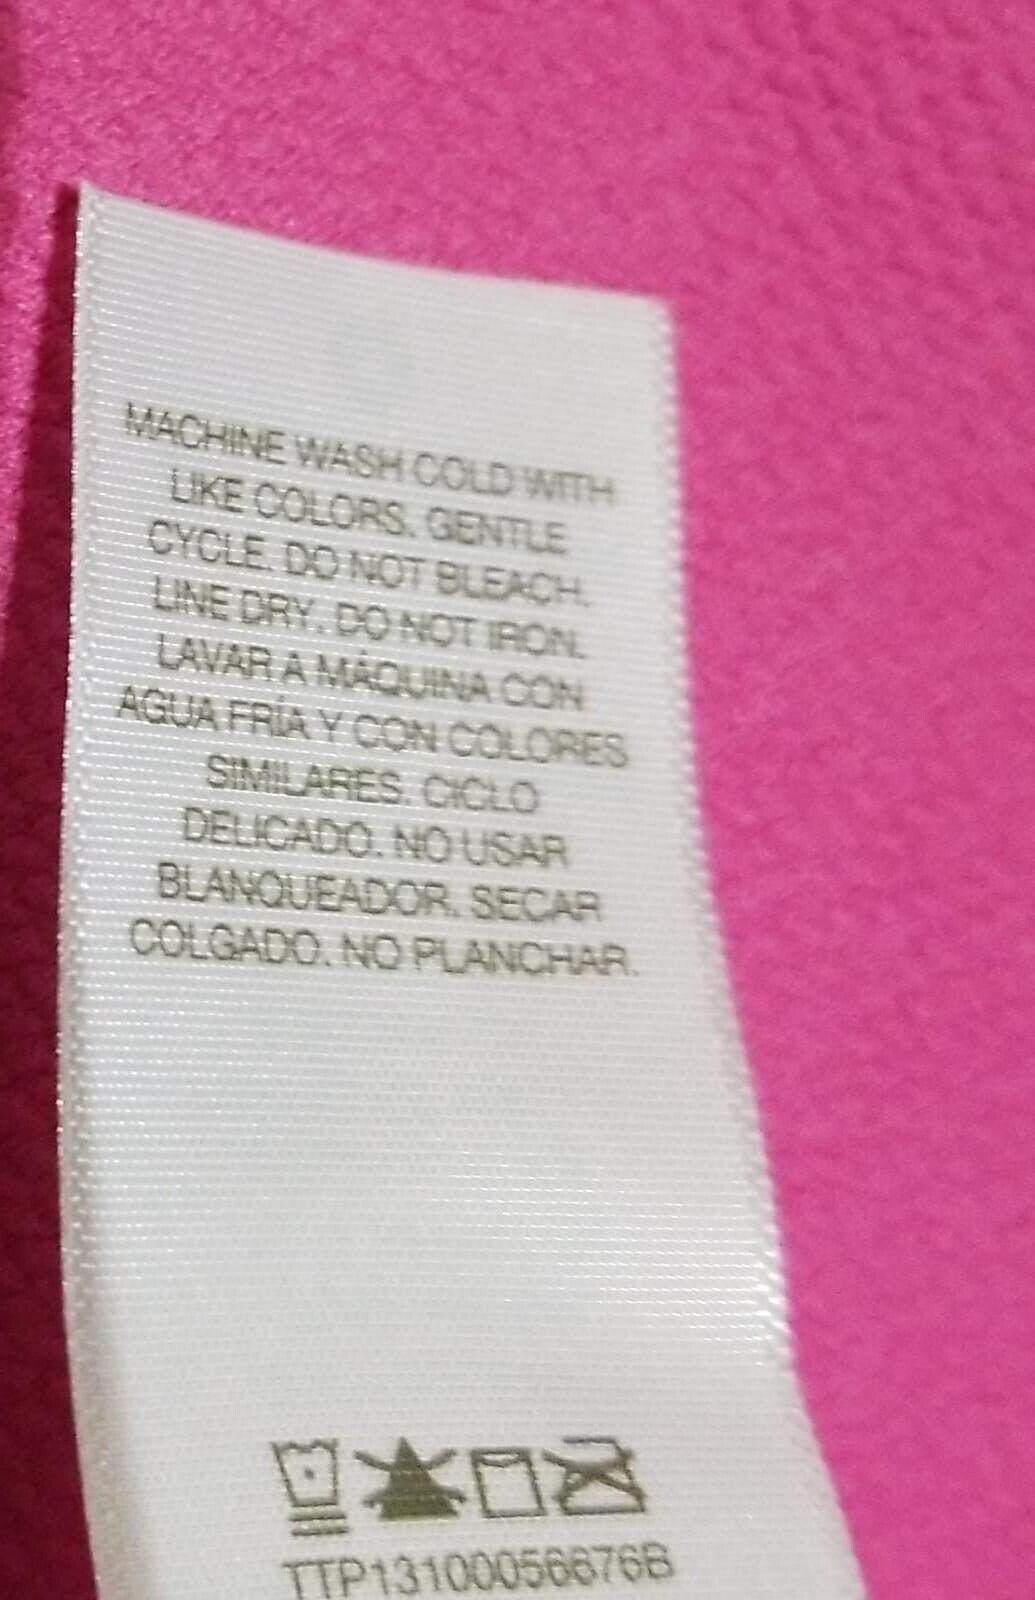 MACHINE WASH COLD WITH
LIKE COLORS. GENTLE
CYCLE. DO NOT BLEACH.
LINE DRY. DO NOT IRON.
LAVAR A MÁQUINA CON
AGUA FRÍA Y CON COLORES
SIMILARES. CICLO
DELICADO. NO USAR
BLANQUEADOR. SECAR
COLGADO. NO PLANCHAR.
TTP131000056676B